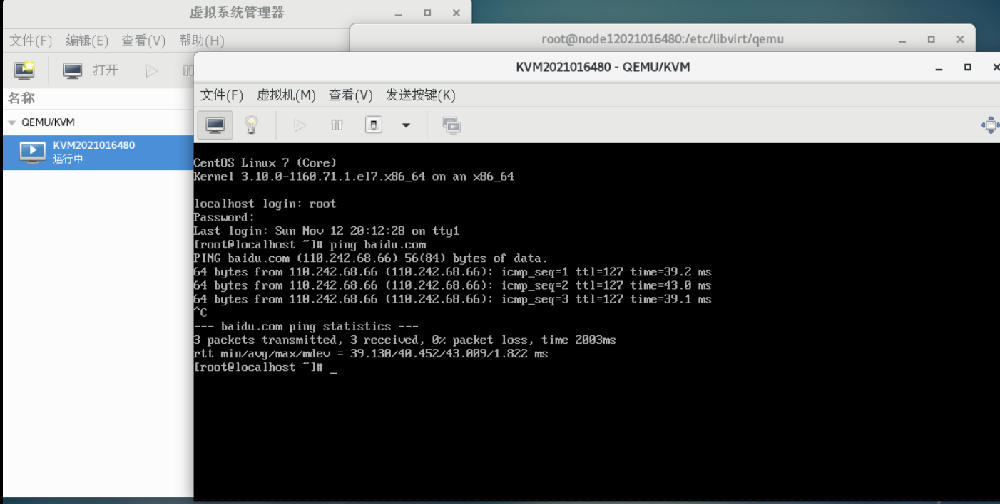 虚拟系统管理器
文件(F) 编辑(E) 查看(V) 帮助(H)
打开
名称
QEMU/KVM
KVM2021016480
运行中
root@node12021016480:/etc/libvirt/qemu
KVM2021016480 - QEMU/KVM
文件(F) 虚拟机(M) 查看(V) 发送按键(K)
CentOS Linux 7 (Core)
Kernel 3.10.0-1160.71.1.el7.x86_64 on an x86_64
localhost login: root
Password:
Last login: Sun Nov 12 20:12:28 on tty1
[root@localhost ~]# ping baidu.com
PING baidu.com (110.242.68.66) 56(84) bytes of data.
64 bytes from 110.242.68.66 (110.242.68.66): icmp_seq=1 ttl=127 time=39.2 ms
64 bytes from 110.242.68.66 (110.242.68.66): icmp_seq=2 ttl=127 time=43.0 ms
64 bytes from 110.242.68.66 (110.242.68.66): icmp_seq=3 ttl=127 time=39.1 ms
^C
--- baidu.com ping statistics ---
3 packets transmitted, 3 received, 0% packet loss, time 2003ms
rtt min/avg/max/mdev = 39.130/40.452/43.009/1.822 ms
[root@localhost ~]# _